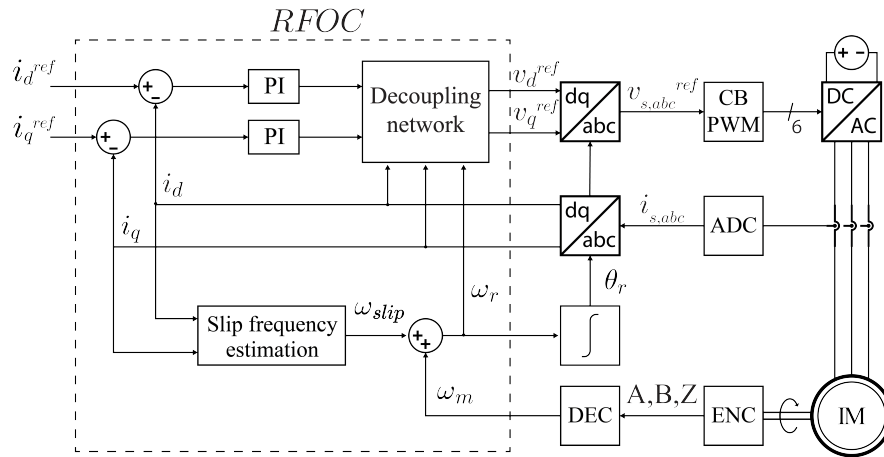 RFOC
i_d^ref
i_q^ref
+
−
+
−
PI
PI
Decoupling
network
v_d^ref
v_q^ref
dq
abc
v_s,abc^ref
CB
PWM
6
+ −
DC
AC
i_d
i_q
dq
abc
i_s,abc
ADC
θ_r
ω_r
Slip frequency
estimation
ω_slip
+
+
∫
ω_m
DEC
A,B,Z
ENC
IM